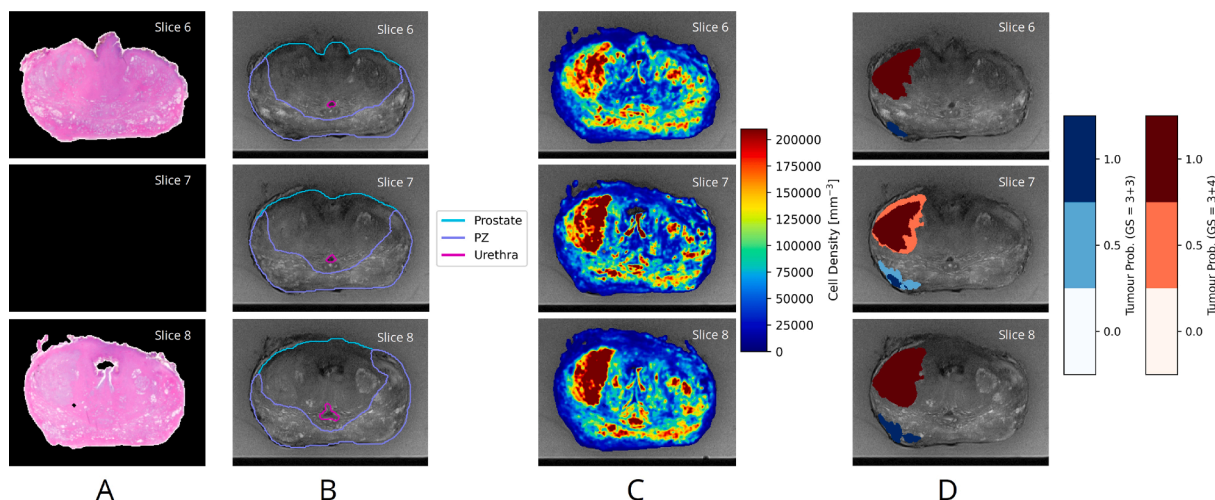 Slice 6
Slice 6
Slice 6
Slice 6
Slice 7
Slice 7
Slice 7
Slice 7
Prostate
PZ
Urethra
Slice 8
Slice 8
Slice 8
Slice 8
200000
175000
150000
125000
100000
75000
50000
25000
0
Cell Density [mm⁻³]
1.0
0.5
0.0
Tumour Prob. (GS = 3+3)
1.0
0.5
0.0
Tumour Prob. (GS = 3+4)
A
B
C
D